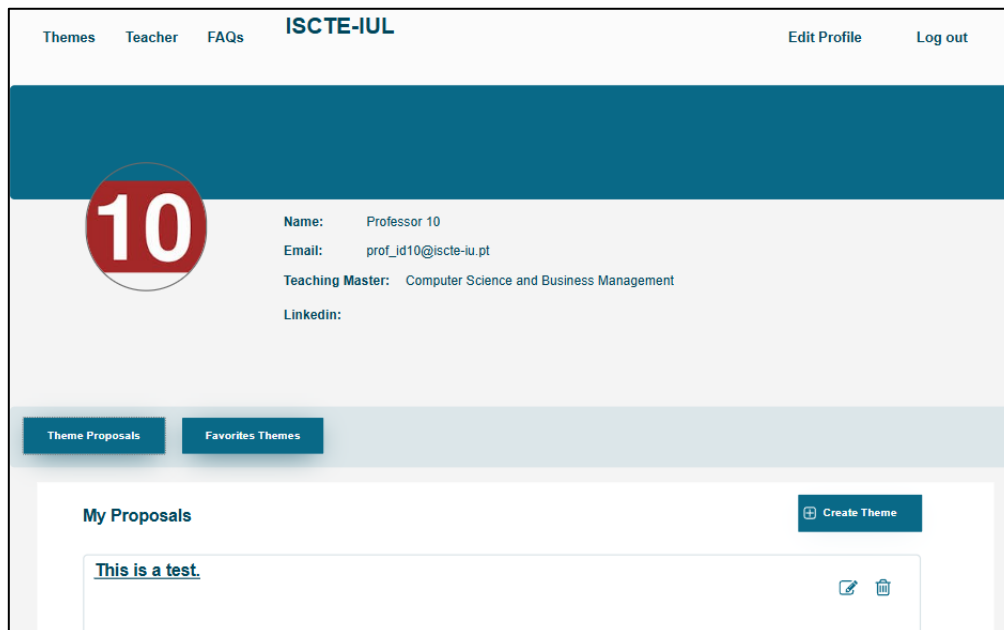 Themes Teacher FAQs ISCTE-IUL Edit Profile Log out
10
Name: Professor 10
Email: prof_id10@iscte-iu.pt
Teaching Master: Computer Science and Business Management
Linkedin:
Theme Proposals Favorites Themes
My Proposals Create Theme
This is a test.